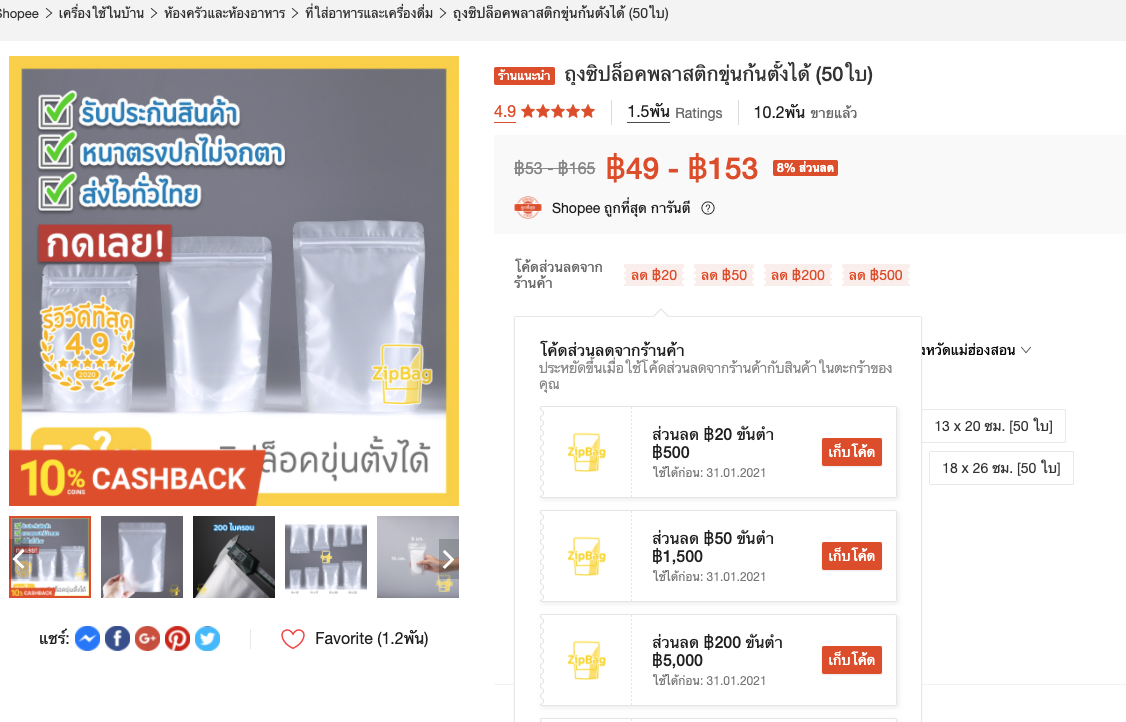 Shopee > เครื่องใช้ในบ้าน > ห้องครัวและห้องอาหาร > ที่ใส่อาหารและเครื่องดื่ม > ถุงซิปล็อคพลาสติกขุ่นก้นตั้งได้ (50ใบ)
รับประกันสินค้า
หนาตรงปกไม่จกตา
ส่งไวทั่วไทย
กดเลย!
รีวิวดีที่สุด
4.9
2020
ZipBag
ซิปล็อคขุ่นตั้งได้
10% COINS CASHBACK
200 ไมครอน
แชร์:
Favorite (1.2พัน)
ร้านแนะนำ ถุงซิปล็อคพลาสติกขุ่นก้นตั้งได้ (50ใบ)
4.9 1.5พัน Ratings 10.2พัน ขายแล้ว
฿53 - ฿165 ฿49 - ฿153 8% ส่วนลด
ถูกที่สุด Shopee ถูกที่สุด การันตี ?
โค้ดส่วนลดจาก
ร้านค้า
ลด ฿20 ลด ฿50 ลด ฿200 ลด ฿500
โค้ดส่วนลดจากร้านค้า
ประหยัดขึ้นเมื่อ ใช้โค้ดส่วนลดจากร้านค้ากับสินค้า ในตะกร้าของ
คุณ
ZipBag
ส่วนลด ฿20 ขั้นต่ำ
฿500
ใช้ได้ก่อน: 31.01.2021
เก็บโค้ด
ZipBag
ส่วนลด ฿50 ขั้นต่ำ
฿1,500
ใช้ได้ก่อน: 31.01.2021
เก็บโค้ด
ZipBag
ส่วนลด ฿200 ขั้นต่ำ
฿5,000
ใช้ได้ก่อน: 31.01.2021
เก็บโค้ด
งหวัดแม่ฮ่องสอน
13 x 20 ซม. [50 ใบ]
18 x 26 ซม. [50 ใบ]